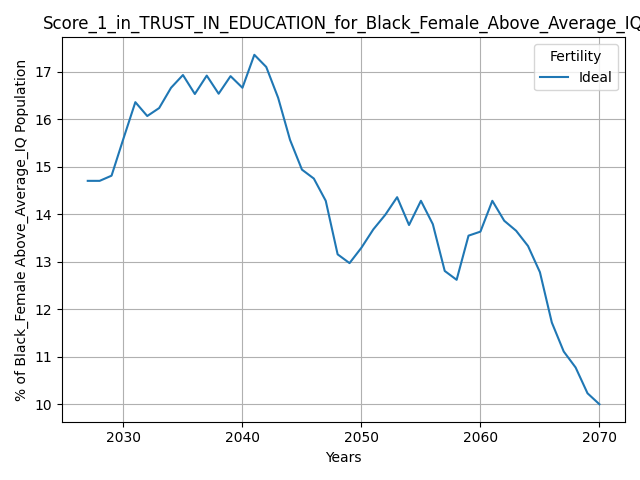 Score_1_in_TRUST_IN_EDUCATION_for_Black_Female_Above_Average_IQ
Fertility
Ideal
% of Black_Female Above_Average_IQ Population
17
16
15
14
13
12
11
10
2030 2040 2050 2060 2070
Years